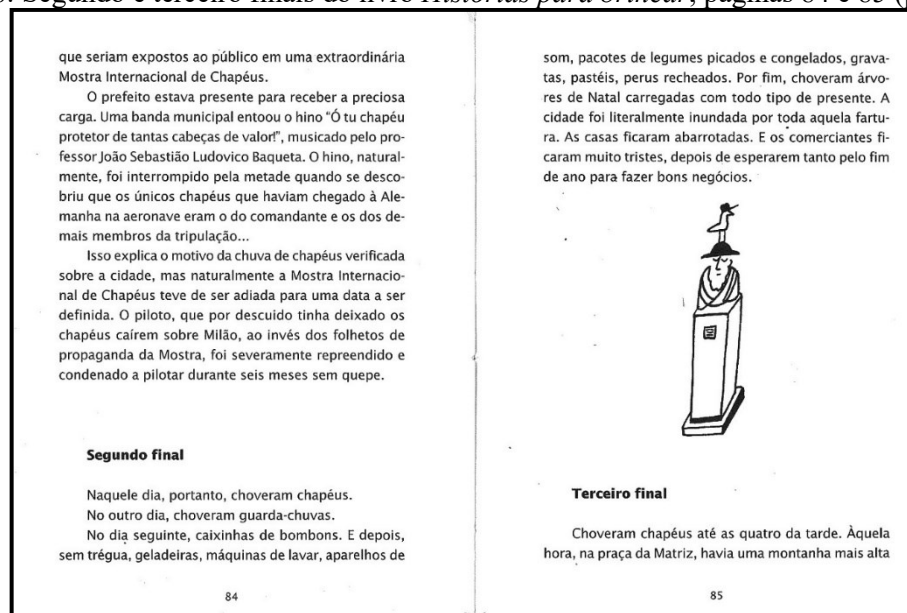 que seriam expostos ao público em uma extraordinária
Mostra Internacional de Chapéus.
O prefeito estava presente para receber a preciosa
carga. Uma banda municipal entoou o hino "Ó tu chapéu
protetor de tantas cabeças de valor!", musicado pelo pro-
fessor João Sebastião Ludovico Baqueta. O hino, natural-
mente, foi interrompido pela metade quando se desco-
briu que os únicos chapéus que haviam chegado à Ale-
manha na aeronave eram o do comandante e os dos de-
mais membros da tripulação...
Isso explica o motivo da chuva de chapéus verificada
sobre a cidade, mas naturalmente a Mostra Internacio-
nal de Chapéus teve de ser adiada para uma data a ser
definida. O piloto, que por descuido tinha deixado os
chapéus caírem sobre Milão, ao invés dos folhetos de
propaganda da Mostra, foi severamente repreendido e
condenado a pilotar durante seis meses sem quepe.
Segundo final
Naquele dia, portanto, choveram chapéus.
No outro dia, choveram guarda-chuvas.
No dia seguinte, caixinhas de bombons. E depois,
sem trégua, geladeiras, máquinas de lavar, aparelhos de
84
som, pacotes de legumes picados e congelados, grava-
tas, pastéis, perus recheados. Por fim, choveram árvo-
res de Natal carregadas com todo tipo de presente. A
cidade foi literalmente inundada por toda aquela fartu-
ra. As casas ficaram abarrotadas. E os comerciantes fi-
caram muito tristes, depois de esperarem tanto pelo fim
de ano para fazer bons negócios.
Terceiro final
Choveram chapéus até as quatro da tarde. Àquela
hora, na praça da Matriz, havia uma montanha mais alta
85